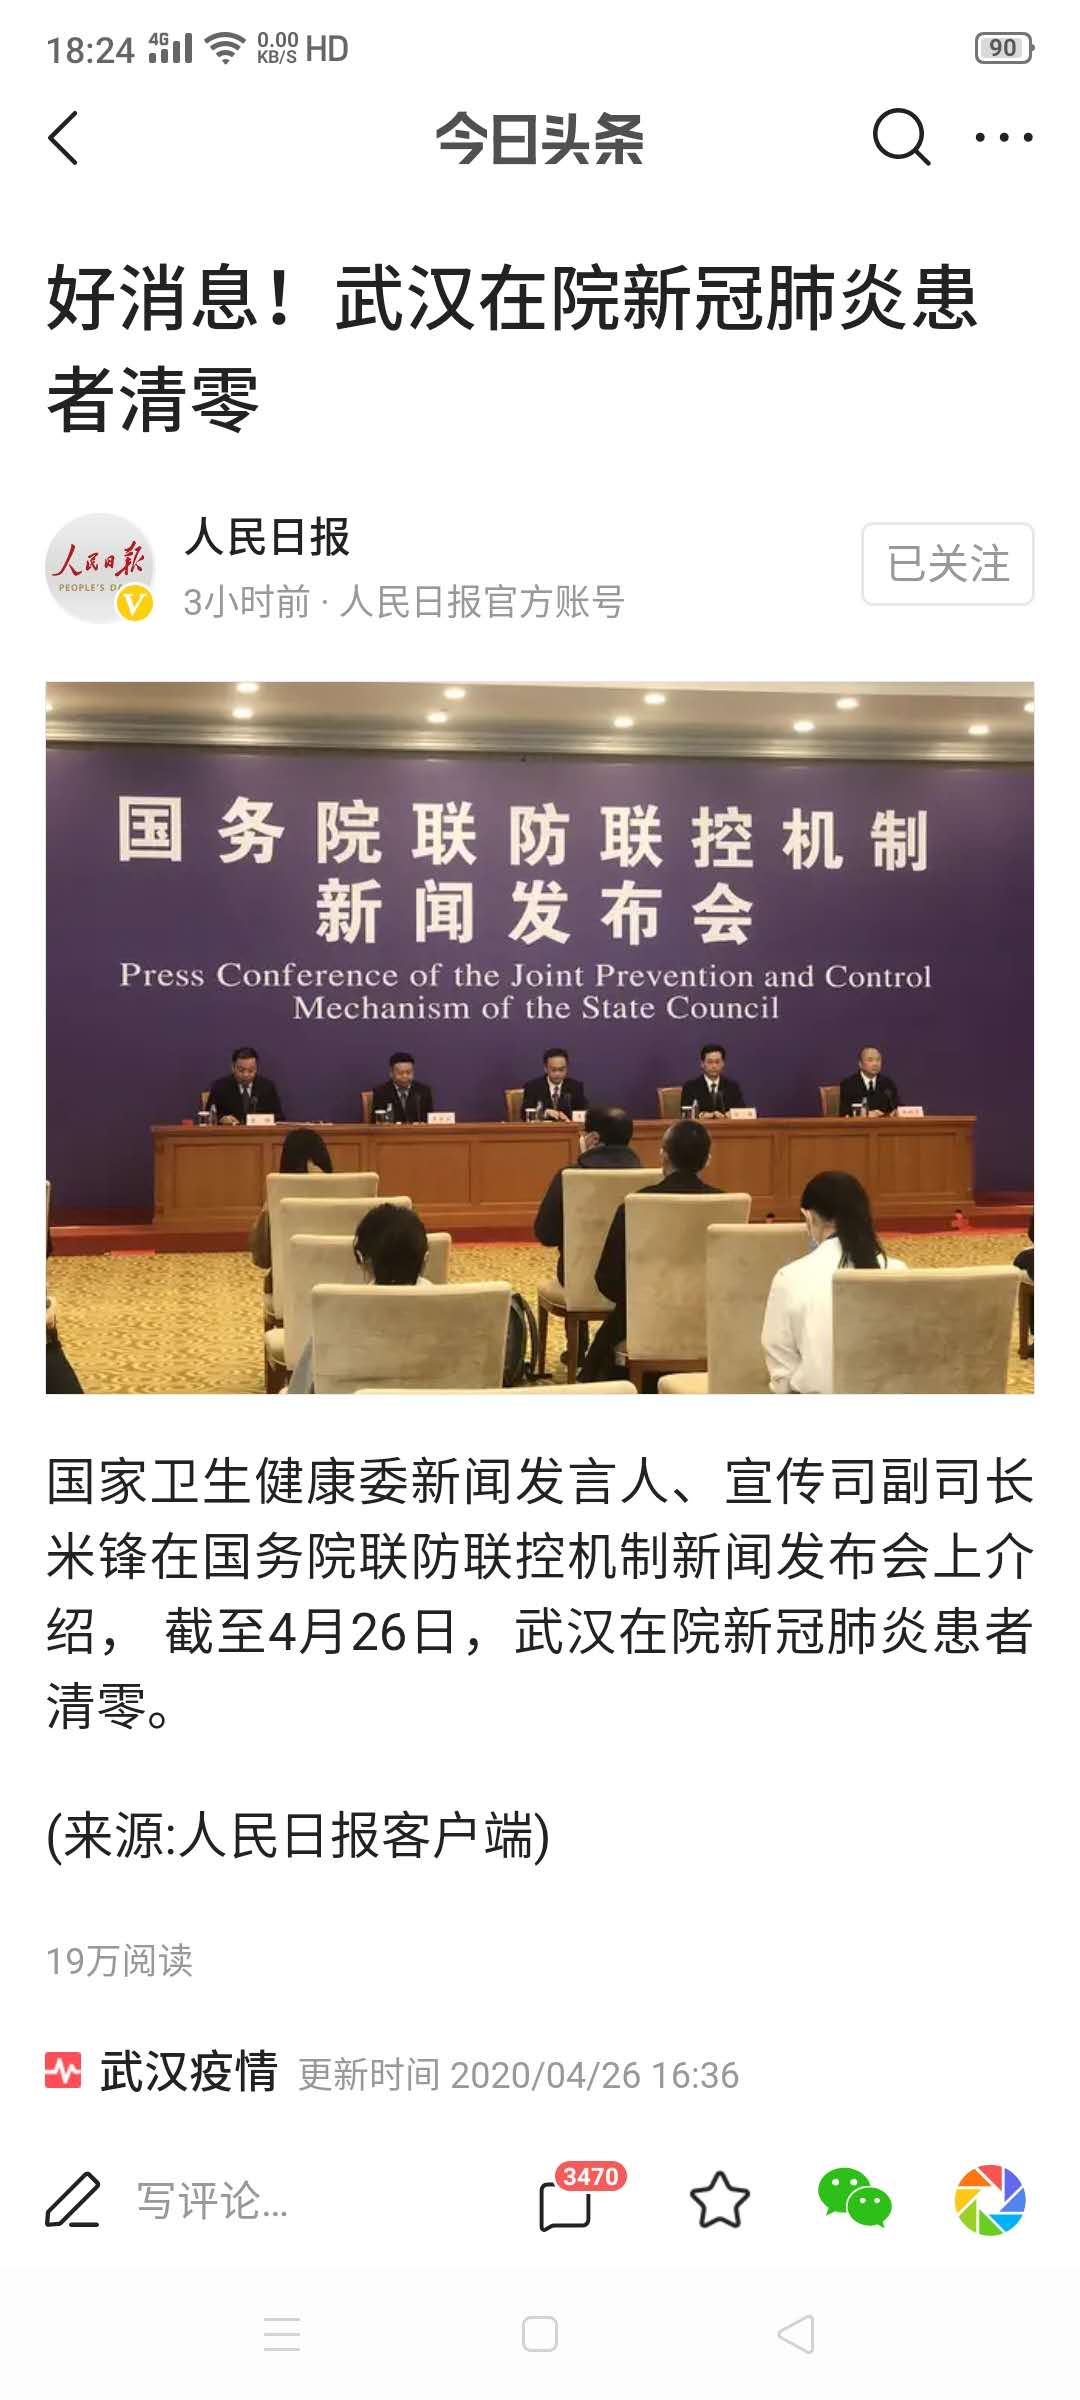 18:24 4G 0.00 KB/S HD 90
今日头条
好消息！武汉在院新冠肺炎患
者清零
人民日报
PEOPLE'S DA
V
人民日报
3小时前 · 人民日报官方账号
已关注
国务院联防联控机制
新闻发布会
Press Conference of the Joint Prevention and Control
Mechanism of the State Council
国家卫生健康委新闻发言人、宣传司副司长
米锋在国务院联防联控机制新闻发布会上介
绍， 截至4月26日，武汉在院新冠肺炎患者
清零。
(来源:人民日报客户端)
19万阅读
武汉疫情 更新时间 2020/04/26 16:36
写评论...
3470